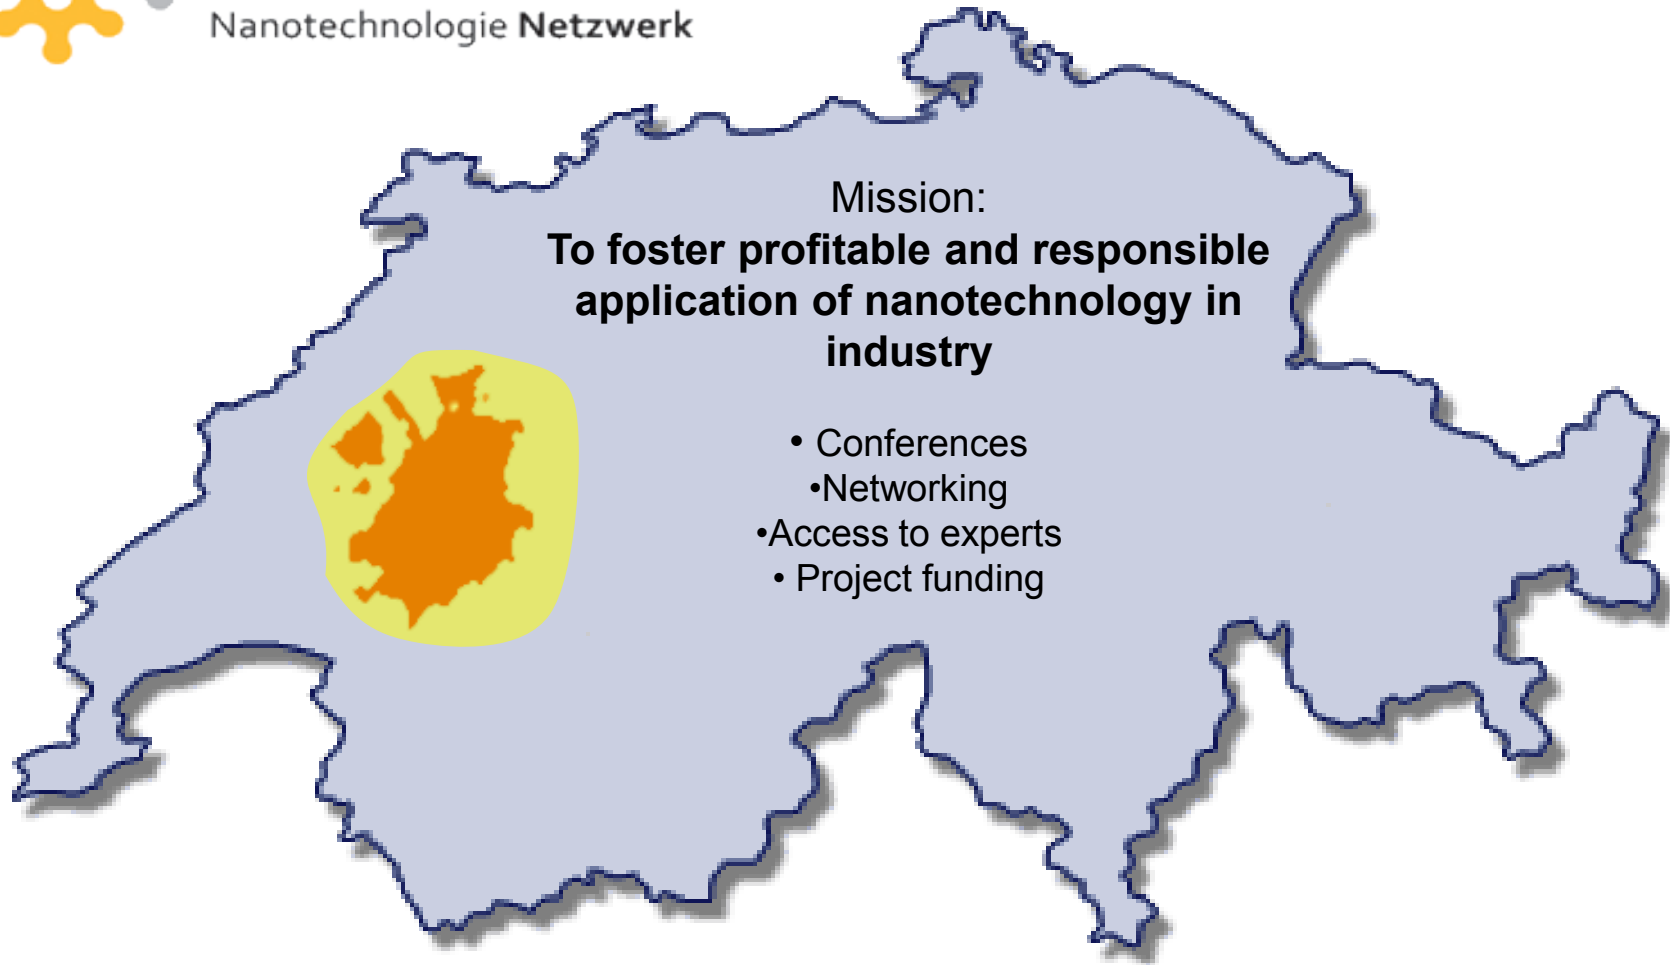 Nanotechnologie Netzwerk
Mission:
To foster profitable and responsible
application of nanotechnology in
industry
• Conferences
•Networking
•Access to experts
• Project funding